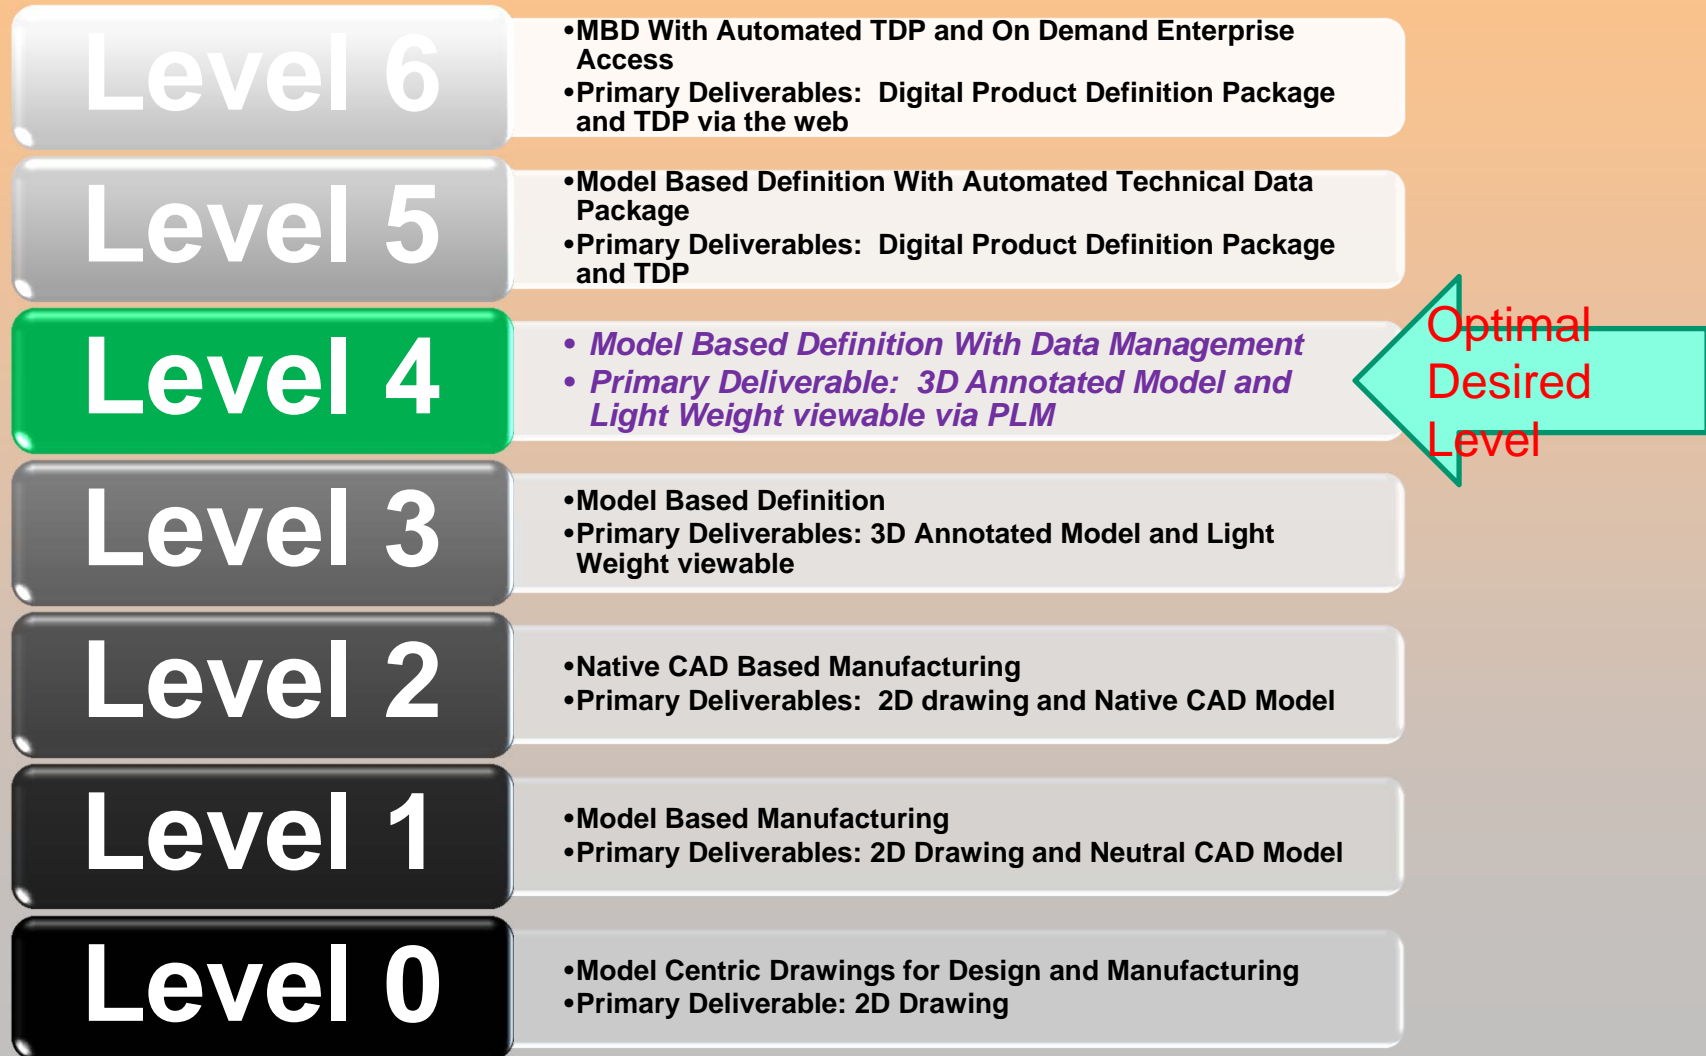 Level 6
•MBD With Automated TDP and On Demand Enterprise
Access
•Primary Deliverables: Digital Product Definition Package
and TDP via the web
Level 5
•Model Based Definition With Automated Technical Data
Package
•Primary Deliverables: Digital Product Definition Package
and TDP
Level 4
• Model Based Definition With Data Management
• Primary Deliverable: 3D Annotated Model and
Light Weight viewable via PLM
Optimal
Desired
Level
Level 3
•Model Based Definition
•Primary Deliverables: 3D Annotated Model and Light
Weight viewable
Level 2
•Native CAD Based Manufacturing
•Primary Deliverables: 2D drawing and Native CAD Model
Level 1
•Model Based Manufacturing
•Primary Deliverables: 2D Drawing and Neutral CAD Model
Level 0
•Model Centric Drawings for Design and Manufacturing
•Primary Deliverable: 2D Drawing